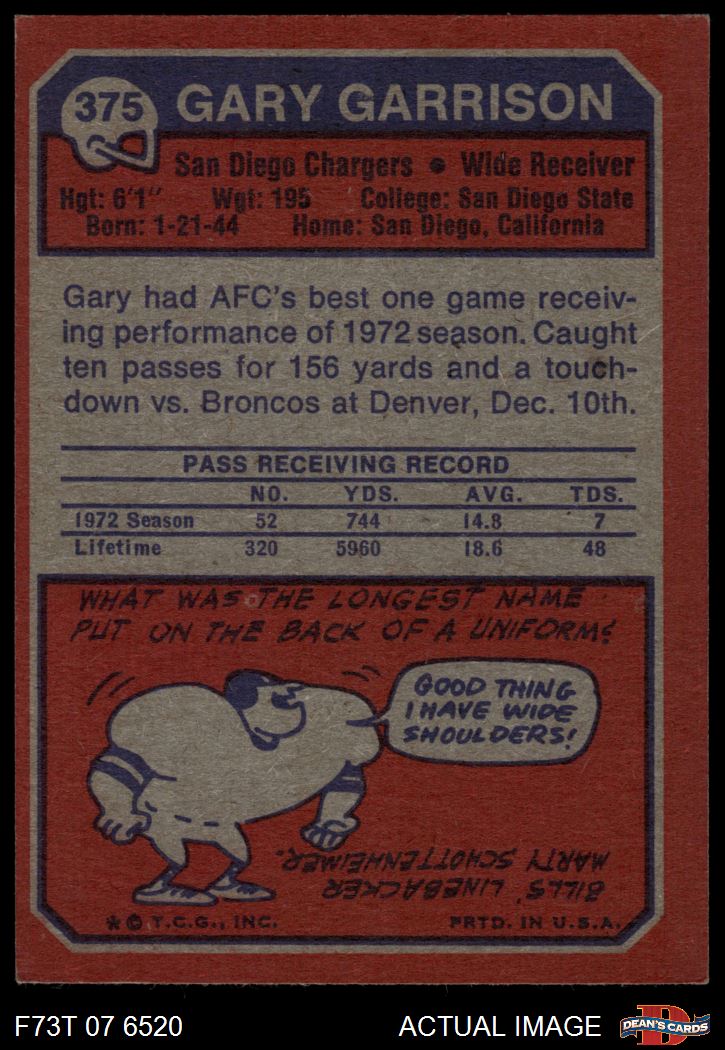 375 GARY GARRISON
San Diego Chargers • Wide Receiver
Hgt: 6'1" Wgt: 195 College: San Diego State
Born: 1-21-44 Home: San Diego, California
Gary had AFC's best one game receiv-
ing performance of 1972 season. Caught
ten passes for 156 yards and a touch-
down vs. Broncos at Denver, Dec. 10th.
PASS RECEIVING RECORD
NO. YDS. AVG. TDS.
1972 Season 52 744 14.8 7
Lifetime 320 5960 18.6 48
WHAT WAS THE LONGEST NAME
PUT ON THE BACK OF A UNIFORM?
GOOD THING
I HAVE WIDE
SHOULDERS!
BILLS' LINEBACKER
MARTY SCHOTTENHEIMER.
* © T.C.G., INC. PRTD. IN U.S.A.
F73T 07 6520 ACTUAL IMAGE D DEAN'S CARDS